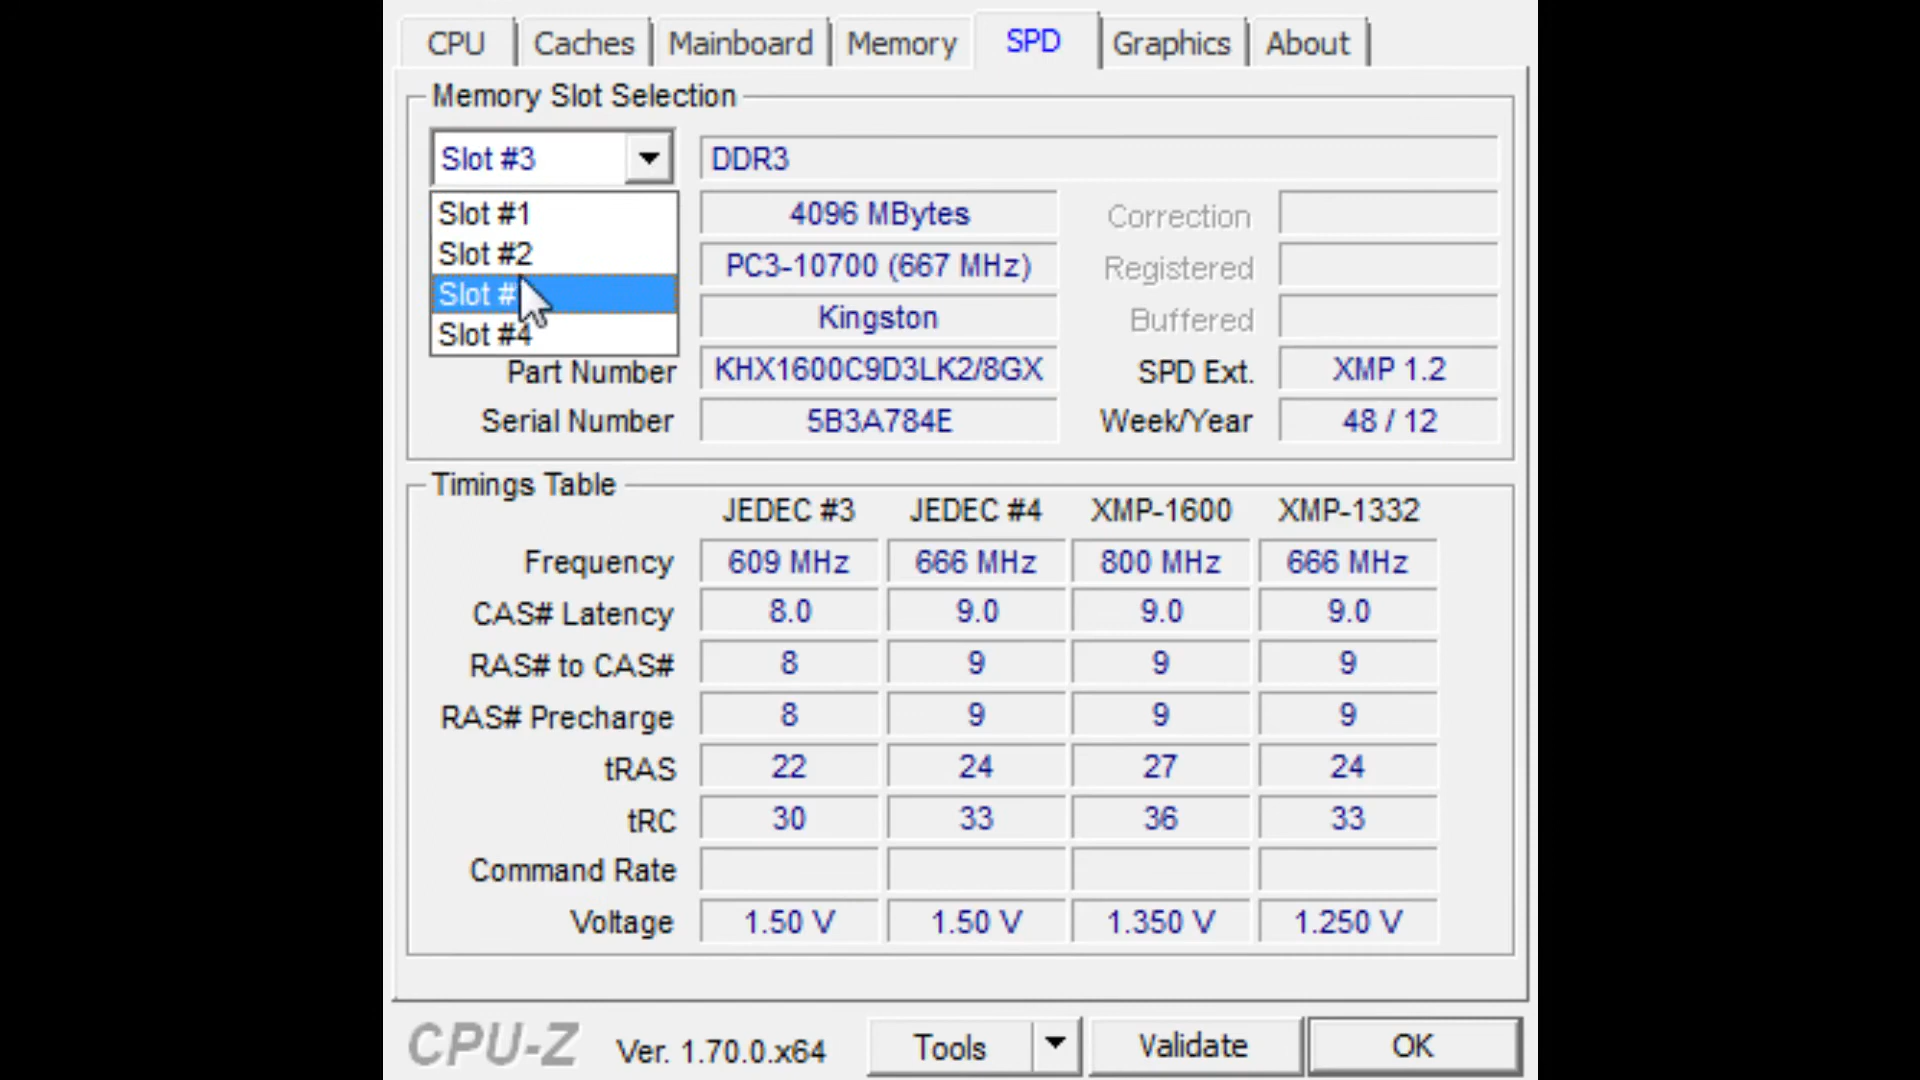 CPU Caches Mainboard Memory SPD Graphics About
Memory Slot Selection
Slot #3 DDR3
Slot #1 4096 MBytes Correction
Slot #2 PC3-10700 (667 MHz) Registered
Slot # Kingston Buffered
Slot #4
Part Number KHX1600C9D3LK2/8GX SPD Ext. XMP 1.2
Serial Number 5B3A784E Week/Year 48 / 12
Timings Table
JEDEC #3 JEDEC #4 XMP-1600 XMP-1332
Frequency 609 MHz 666 MHz 800 MHz 666 MHz
CAS# Latency 8.0 9.0 9.0 9.0
RAS# to CAS# 8 9 9 9
RAS# Precharge 8 9 9 9
tRAS 22 24 27 24
tRC 30 33 36 33
Command Rate
Voltage 1.50 V 1.50 V 1.350 V 1.250 V
CPU-Z Ver. 1.70.0.x64 Tools Validate OK